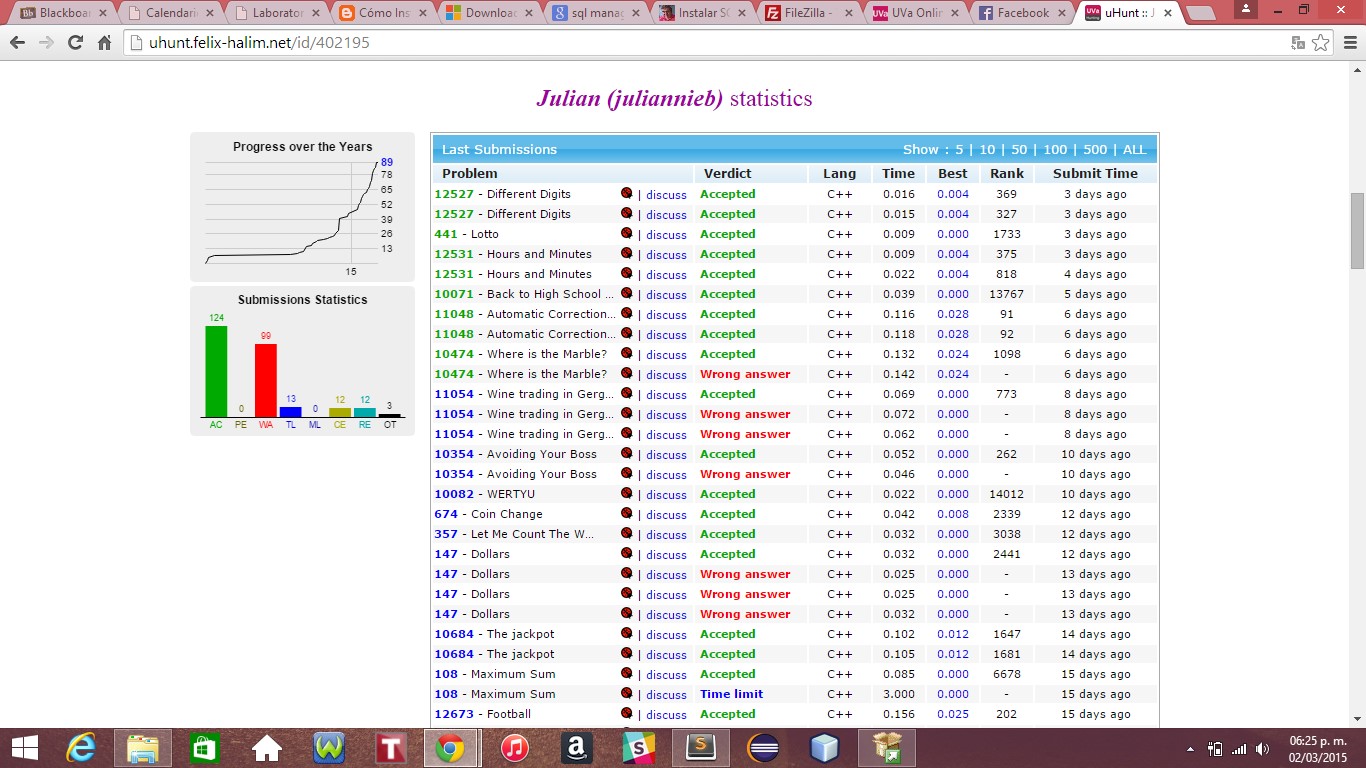 Blackboa
Calendari
Laborator
Cómo Ins
Downloac
sql manag
Instalar SQ
FileZilla -
UVa Onlin
Facebook
uHunt :: J
uhunt.felix-halim.net/id/402195
Julian (juliannieb) statistics
Progress over the Years
89
78
65
52
39
26
13
15
Submissions Statistics
124 0 99 13 0 12 12 3
AC PE WA TL ML CE RE OT
Last Submissions Show : 5 | 10 | 50 | 100 | 500 | ALL
Problem Verdict Lang Time Best Rank Submit Time
12527 - Different Digits | discuss Accepted C++ 0.016 0.004 369 3 days ago
12527 - Different Digits | discuss Accepted C++ 0.015 0.004 327 3 days ago
441 - Lotto | discuss Accepted C++ 0.009 0.000 1733 3 days ago
12531 - Hours and Minutes | discuss Accepted C++ 0.009 0.004 375 3 days ago
12531 - Hours and Minutes | discuss Accepted C++ 0.022 0.004 818 4 days ago
10071 - Back to High School ... | discuss Accepted C++ 0.039 0.000 13767 5 days ago
11048 - Automatic Correction... | discuss Accepted C++ 0.116 0.028 91 6 days ago
11048 - Automatic Correction... | discuss Accepted C++ 0.118 0.028 92 6 days ago
10474 - Where is the Marble? | discuss Accepted C++ 0.132 0.024 1098 6 days ago
10474 - Where is the Marble? | discuss Wrong answer C++ 0.142 0.024 - 6 days ago
11054 - Wine trading in Gerg... | discuss Accepted C++ 0.069 0.000 773 8 days ago
11054 - Wine trading in Gerg... | discuss Wrong answer C++ 0.072 0.000 - 8 days ago
11054 - Wine trading in Gerg... | discuss Wrong answer C++ 0.062 0.000 - 8 days ago
10354 - Avoiding Your Boss | discuss Accepted C++ 0.052 0.000 262 10 days ago
10354 - Avoiding Your Boss | discuss Wrong answer C++ 0.046 0.000 - 10 days ago
10082 - WERTYU | discuss Accepted C++ 0.022 0.000 14012 10 days ago
674 - Coin Change | discuss Accepted C++ 0.042 0.008 2339 12 days ago
357 - Let Me Count The W... | discuss Accepted C++ 0.032 0.000 3038 12 days ago
147 - Dollars | discuss Accepted C++ 0.032 0.000 2441 12 days ago
147 - Dollars | discuss Wrong answer C++ 0.025 0.000 - 13 days ago
147 - Dollars | discuss Wrong answer C++ 0.025 0.000 - 13 days ago
147 - Dollars | discuss Wrong answer C++ 0.032 0.000 - 13 days ago
10684 - The jackpot | discuss Accepted C++ 0.102 0.012 1647 14 days ago
10684 - The jackpot | discuss Accepted C++ 0.105 0.012 1681 14 days ago
108 - Maximum Sum | discuss Accepted C++ 0.085 0.000 6678 15 days ago
108 - Maximum Sum | discuss Time limit C++ 3.000 0.000 - 15 days ago
12673 - Football | discuss Accepted C++ 0.156 0.025 202 15 days ago
06:25 p. m.
02/03/2015